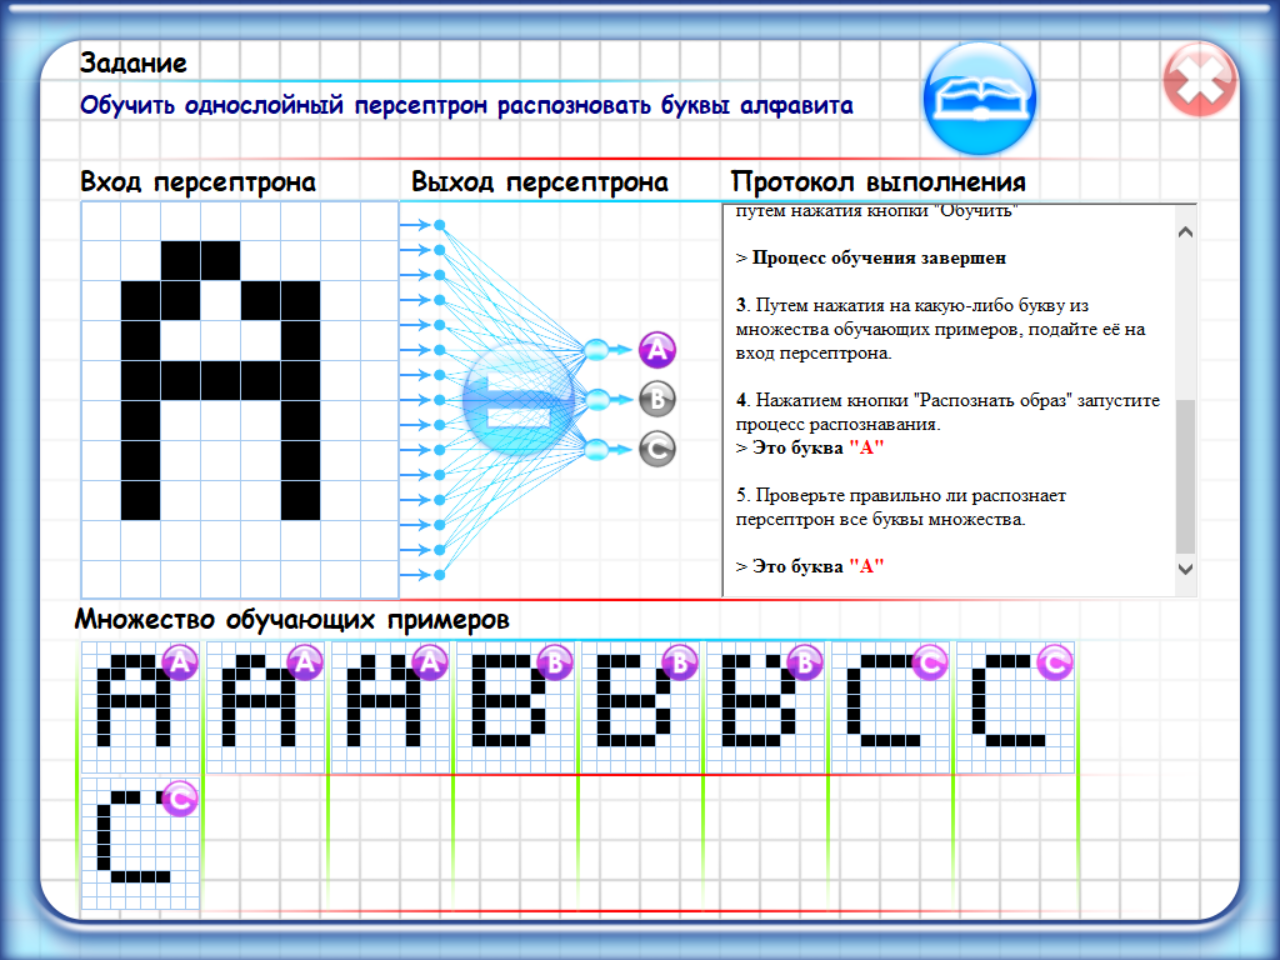 Задание
Обучить однослойный персептрон распозновать буквы алфавита
Вход персептрона
Выход персептрона
Протокол выполнения
A
B
C
путем нажатия кнопки "Обучить"
> Процесс обучения завершен
3. Путем нажатия на какую-либо букву из
множества обучающих примеров, подайте её на
вход персептрона.
4. Нажатием кнопки "Распознать образ" запустите
процесс распознавания.
> Это буква "А"
5. Проверьте правильно ли распознает
персептрон все буквы множества.
> Это буква "А"
Множество обучающих примеров
A A A B B B C C
C